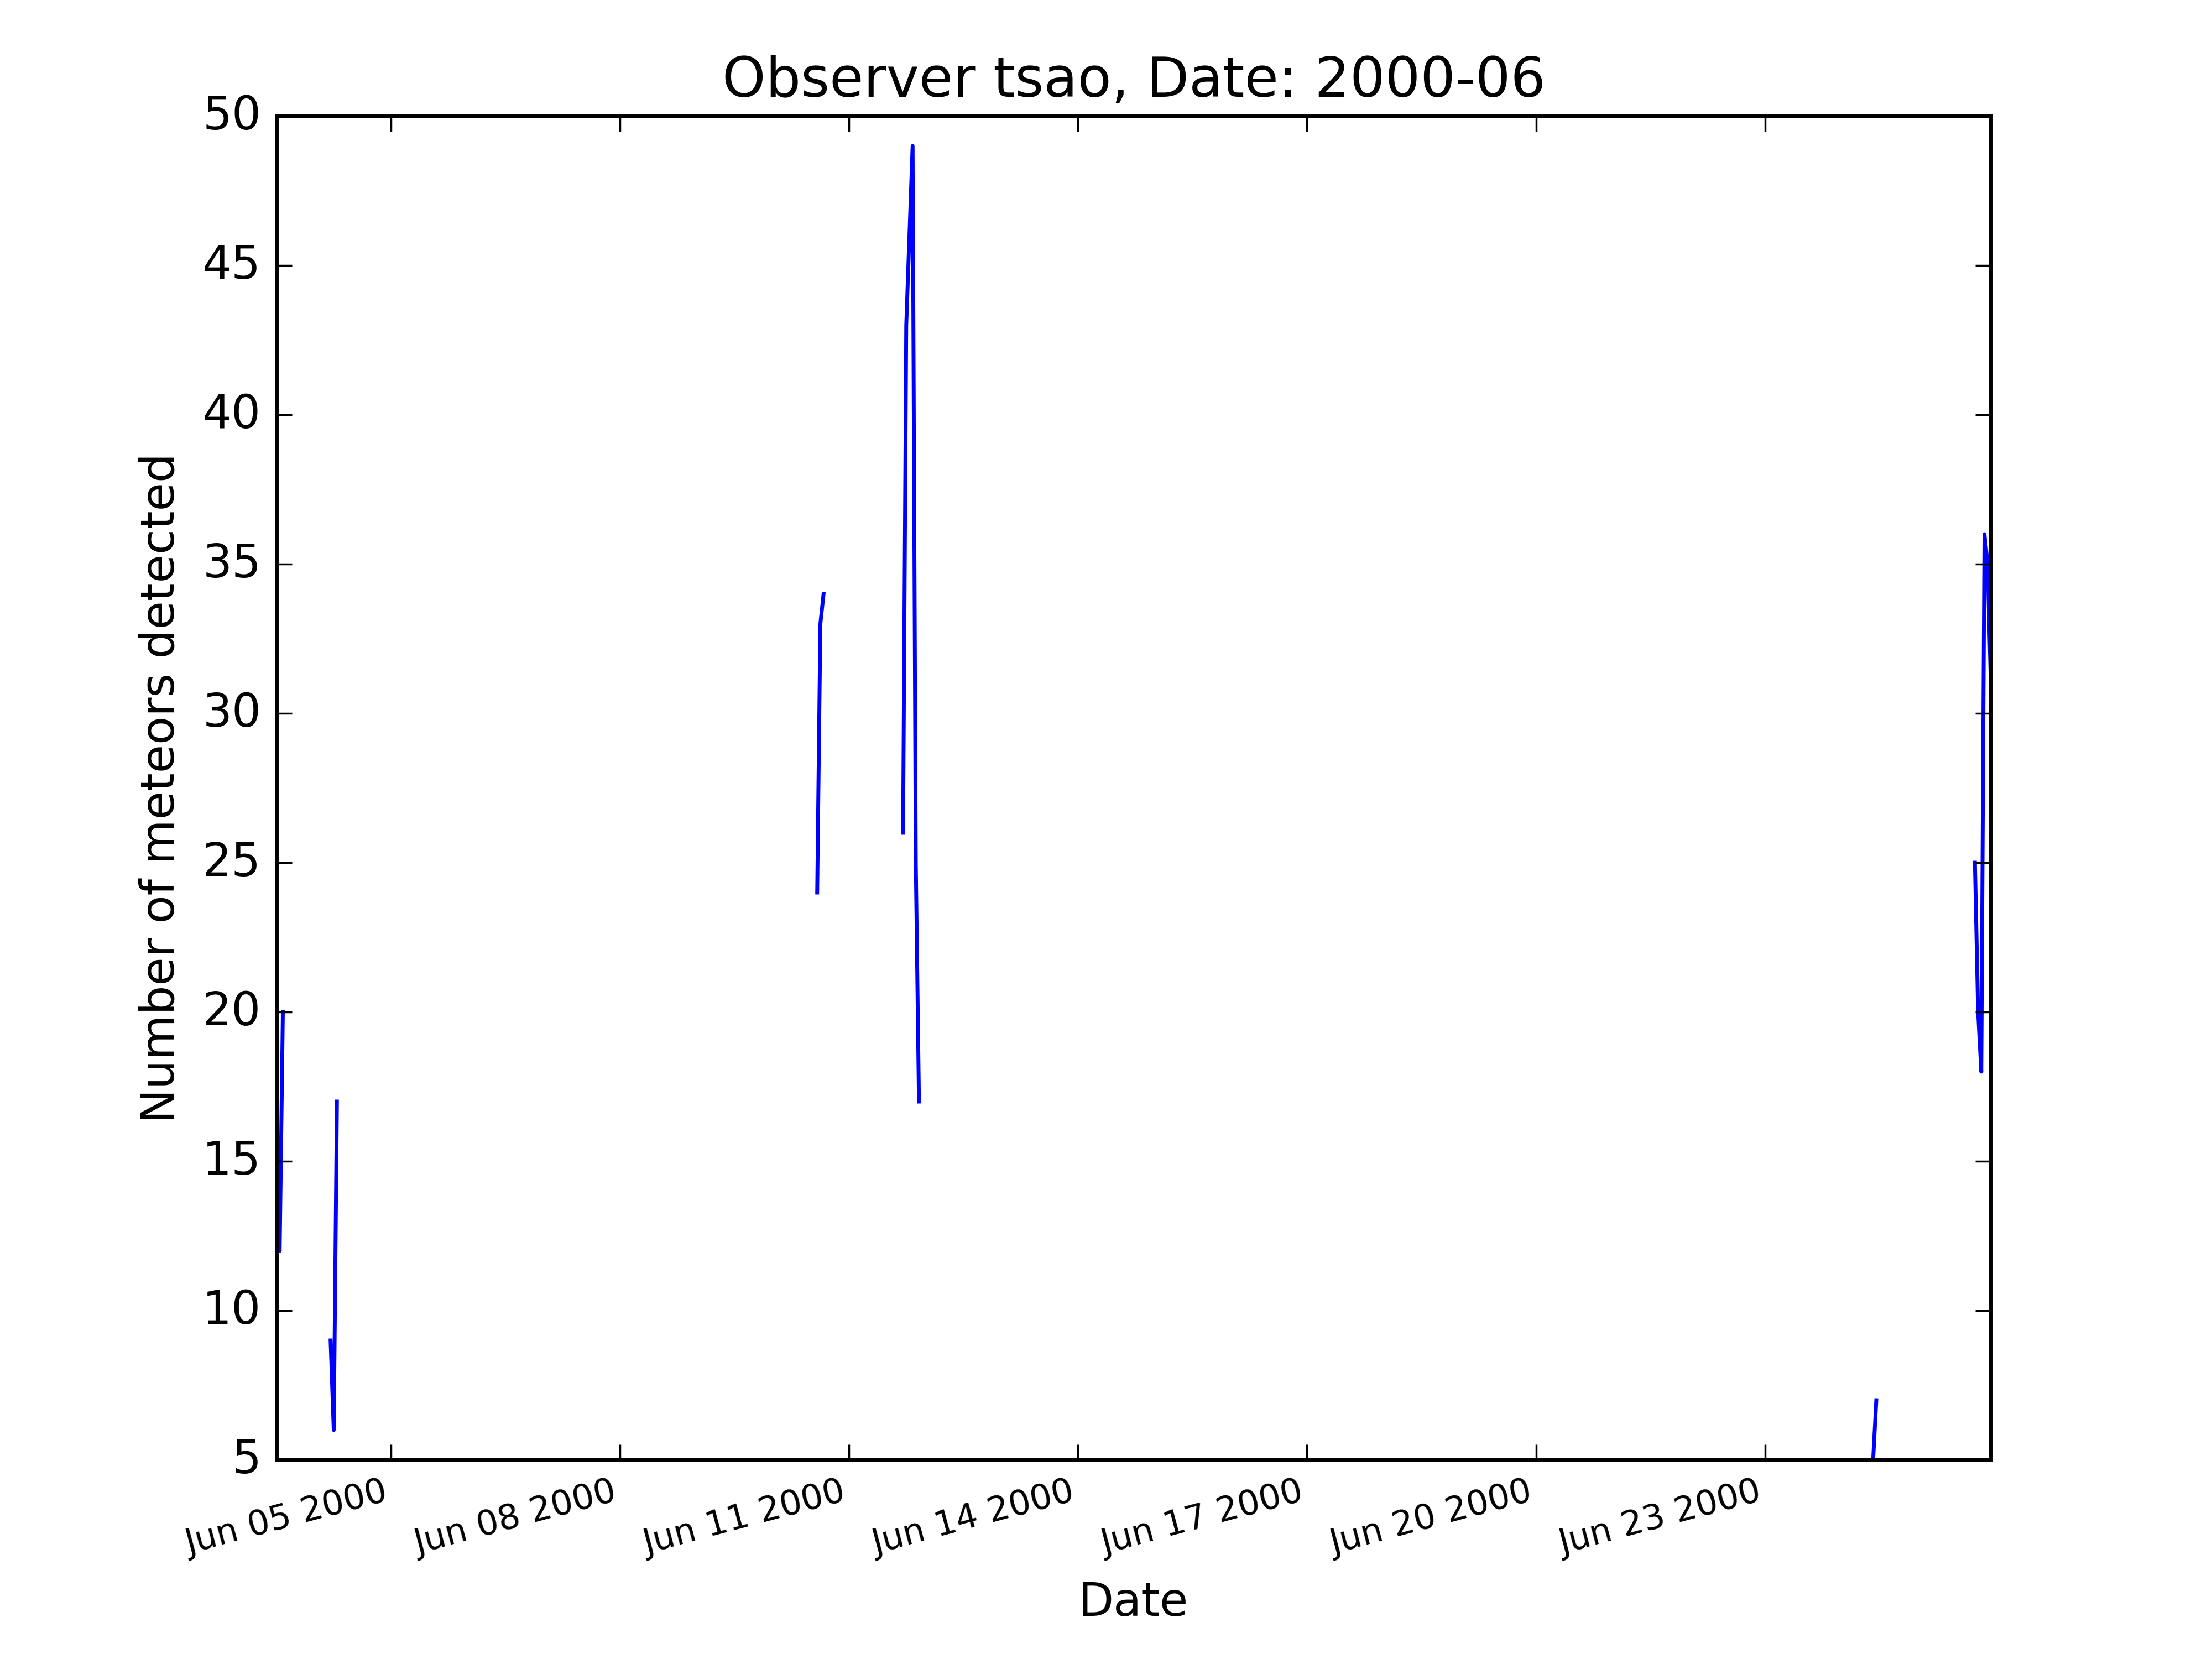 Observer tsao, Date: 2000-06
50
45
40
35
30
25
20
15
10
5
Number of meteors detected
Jun 05 2000
Jun 08 2000
Jun 11 2000
Jun 14 2000
Jun 17 2000
Jun 20 2000
Jun 23 2000
Date